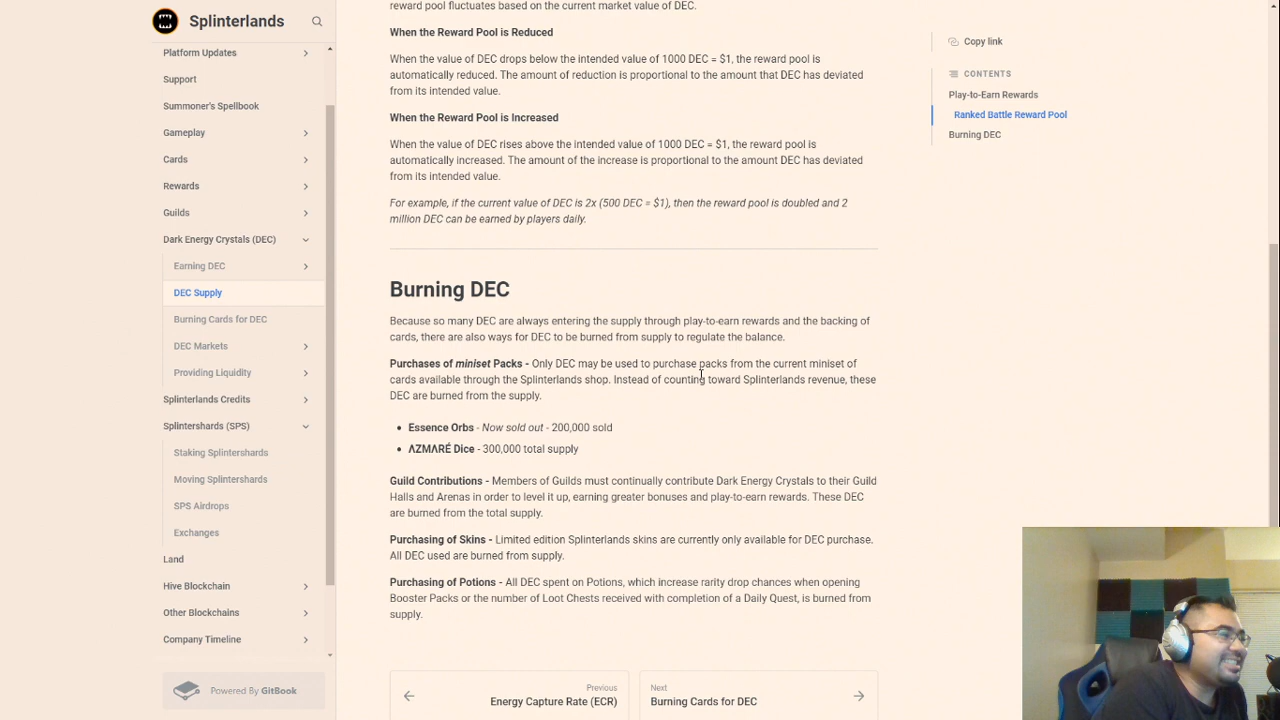 Splinterlands
Platform Updates
Support
Summoner's Spellbook
Gameplay
Cards
Rewards
Guilds
Dark Energy Crystals (DEC)
Earning DEC
DEC Supply
Burning Cards for DEC
DEC Markets
Providing Liquidity
Splinterlands Credits
Splintershards (SPS)
Staking Splintershards
Moving Splintershards
SPS Airdrops
Exchanges
Land
Hive Blockchain
Other Blockchains
Company Timeline
Powered By GitBook
reward pool fluctuates based on the current market value of DEC.
When the Reward Pool is Reduced
When the value of DEC drops below the intended value of 1000 DEC = $1, the reward pool is
automatically reduced. The amount of reduction is proportional to the amount that DEC has deviated
from its intended value.
When the Reward Pool is Increased
When the value of DEC rises above the intended value of 1000 DEC = $1, the reward pool is
automatically increased. The amount of the increase is proportional to the amount DEC has deviated
from its intended value.
For example, if the current value of DEC is 2x (500 DEC = $1), then the reward pool is doubled and 2
million DEC can be earned by players daily.
Burning DEC
Because so many DEC are always entering the supply through play-to-earn rewards and the backing of
cards, there are also ways for DEC to be burned from supply to regulate the balance.
Purchases of miniset Packs - Only DEC may be used to purchase packs from the current miniset of
cards available through the Splinterlands shop. Instead of counting toward Splinterlands revenue, these
DEC are burned from the supply.
• Essence Orbs - Now sold out - 200,000 sold
• ΛZMΛRÉ Dice - 300,000 total supply
Guild Contributions - Members of Guilds must continually contribute Dark Energy Crystals to their Guild
Halls and Arenas in order to level it up, earning greater bonuses and play-to-earn rewards. These DEC
are burned from the total supply.
Purchasing of Skins - Limited edition Splinterlands skins are currently only available for DEC purchase.
All DEC used are burned from supply.
Purchasing of Potions - All DEC spent on Potions, which increase rarity drop chances when opening
Booster Packs or the number of Loot Chests received with completion of a Daily Quest, is burned from
supply.
Previous
Energy Capture Rate (ECR)
Next
Burning Cards for DEC
Copy link
CONTENTS
Play-to-Earn Rewards
Ranked Battle Reward Pool
Burning DEC